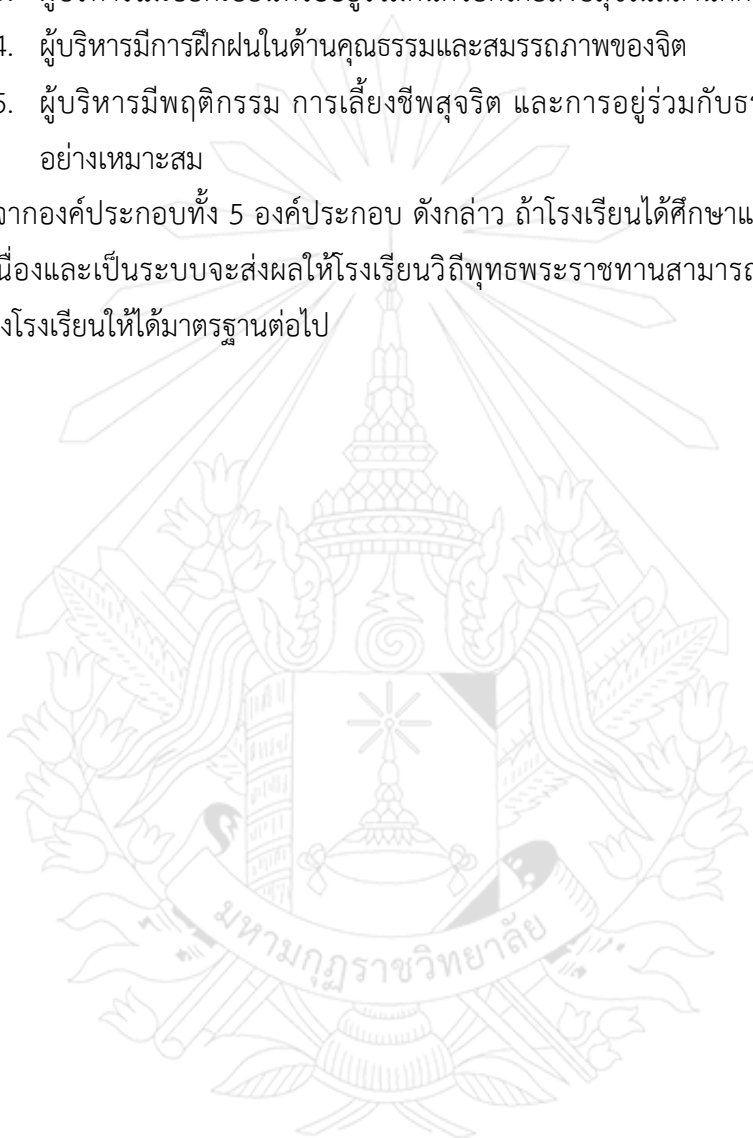 4. ผู้บริหารมีการฝึกฝนในด้านคุณธรรมและสมรรถภาพของจิต
5. ผู้บริหารมีพฤติกรรม การเลี้ยงชีพสุจริต และการอยู่ร่วมกับธร
อย่างเหมาะสม
จากองค์ประกอบทั้ง 5 องค์ประกอบ ดังกล่าว ถ้าโรงเรียนได้ศึกษาแ
นื่องและเป็นระบบจะส่งผลให้โรงเรียนวิถีพุทธพระราชทานสามารถ
งโรงเรียนให้ได้มาตรฐานต่อไป
มหามกุฏราชวิทยาลัย